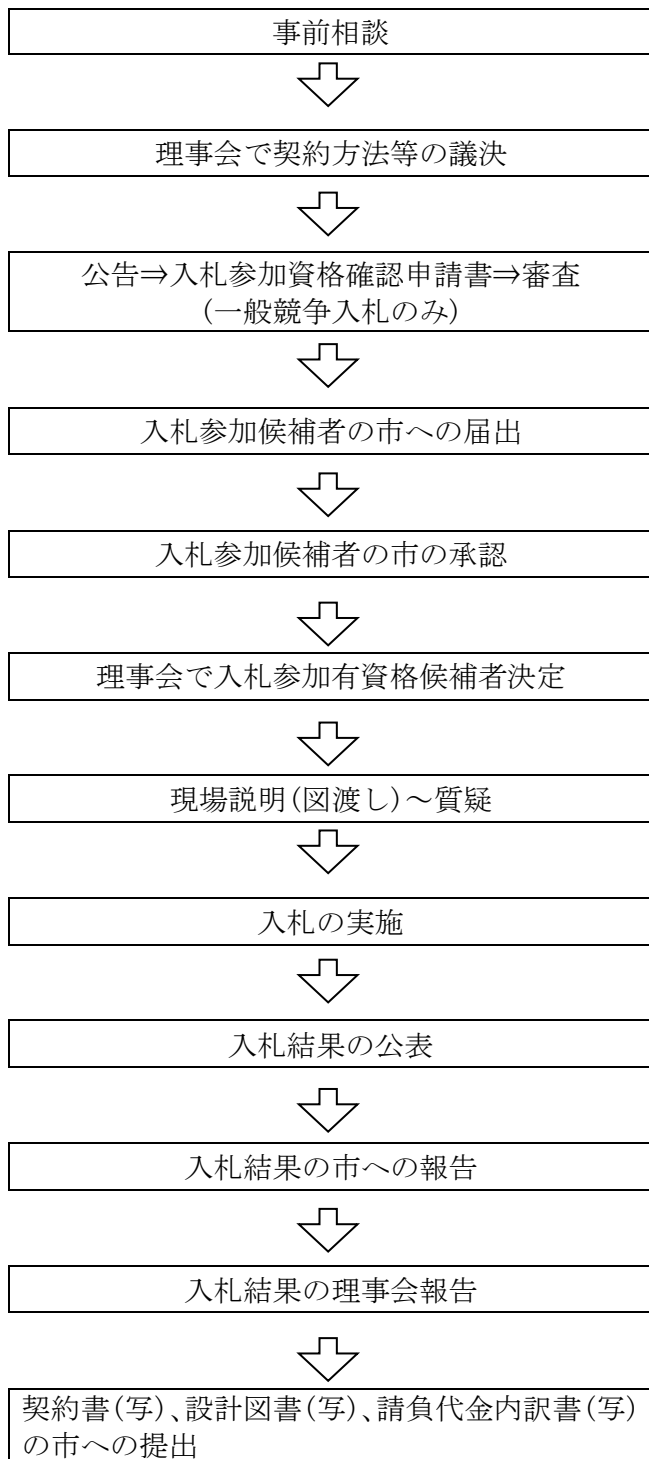 事前相談
理事会で契約方法等の議決
公告⇒入札参加資格確認申請書⇒審査
(一般競争入札のみ)
入札参加候補者の市への届出
入札参加候補者の市の承認
理事会で入札参加有資格候補者決定
現場説明(図渡し)～質疑
入札の実施
入札結果の公表
入札結果の市への報告
入札結果の理事会報告
契約書(写)、設計図書(写)、請負代金内訳書(写)
の市への提出